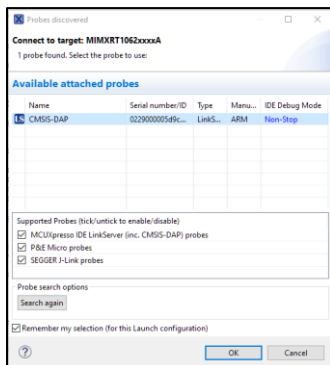 Probes discovered
Connect to target: MIMXRT1062xxxxA
1 probe found. Select the probe to use:
Available attached probes
Name Serial number/ID Type Manu... IDE Debug Mode
LS CMSIS-DAP 0229000005d9c... LinkS... ARM Non-Stop
Supported Probes (tick/untick to enable/disable)
MCUXpresso IDE LinkServer (inc. CMSIS-DAP) probes
P&E Micro probes
SEGGER J-Link probes
Probe search options
Search again
Remember my selection (for this Launch configuration)
?
OK Cancel